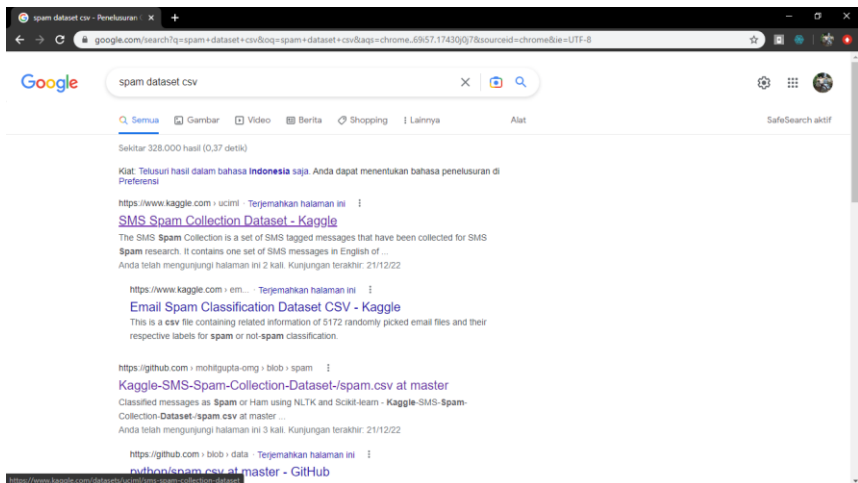 spam dataset csv - Penelusuran G
google.com/search?q=spam+dataset+csv&oq=spam+dataset+csv&aqs=chrome..69i57.17430j0j7&sourceid=chrome&ie=UTF-8
Google
spam dataset csv
Semua Gambar Video Berita Shopping Lainnya Alat SafeSearch aktif
Sekitar 328.000 hasil (0,37 detik)
Kiat: Telusuri hasil dalam bahasa Indonesia saja. Anda dapat menentukan bahasa penelusuran di
Preferensi
https://www.kaggle.com › uciml · Terjemahkan halaman ini
SMS Spam Collection Dataset - Kaggle
The SMS Spam Collection is a set of SMS tagged messages that have been collected for SMS
Spam research. It contains one set of SMS messages in English of ...
Anda telah mengunjungi halaman ini 2 kali. Kunjungan terakhir: 21/12/22
https://www.kaggle.com › em... · Terjemahkan halaman ini
Email Spam Classification Dataset CSV - Kaggle
This is a csv file containing related information of 5172 randomly picked email files and their
respective labels for spam or not-spam classification.
https://github.com › mohitgupta-omg › blob › spam
Kaggle-SMS-Spam-Collection-Dataset-/spam.csv at master
Classified messages as Spam or Ham using NLTK and Scikit-learn - Kaggle-SMS-Spam-
Collection-Dataset-/spam.csv at master ...
Anda telah mengunjungi halaman ini 3 kali. Kunjungan terakhir: 21/12/22
https://github.com › blob › data · Terjemahkan halaman ini
python/spam.csv at master - GitHub
https://www.kaggle.com/datasets/uciml/sms-spam-collection-dataset